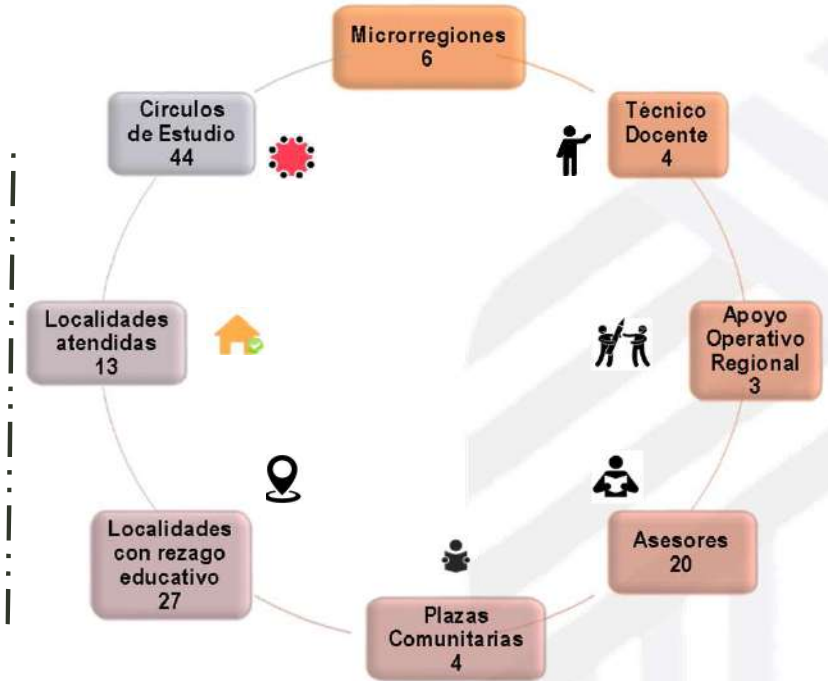 Microrregiones
6
Técnico
Docente
4
Apoyo
Operativo
Regional
3
Asesores
20
Plazas
Comunitarias
4
Localidades
con rezago
educativo
27
Localidades
atendidas
13
Círculos
de Estudio
44